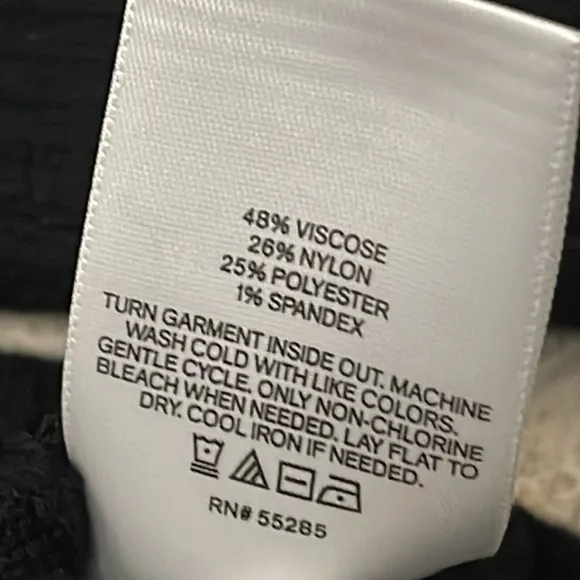 48% VISCOSE
26% NYLON
25% POLYESTER
1% SPANDEX
TURN GARMENT INSIDE OUT. MACHINE
WASH COLD WITH LIKE COLORS.
GENTLE CYCLE. ONLY NON-CHLORINE
BLEACH WHEN NEEDED. LAY FLAT TO
DRY. COOL IRON IF NEEDED.
RN# 55285